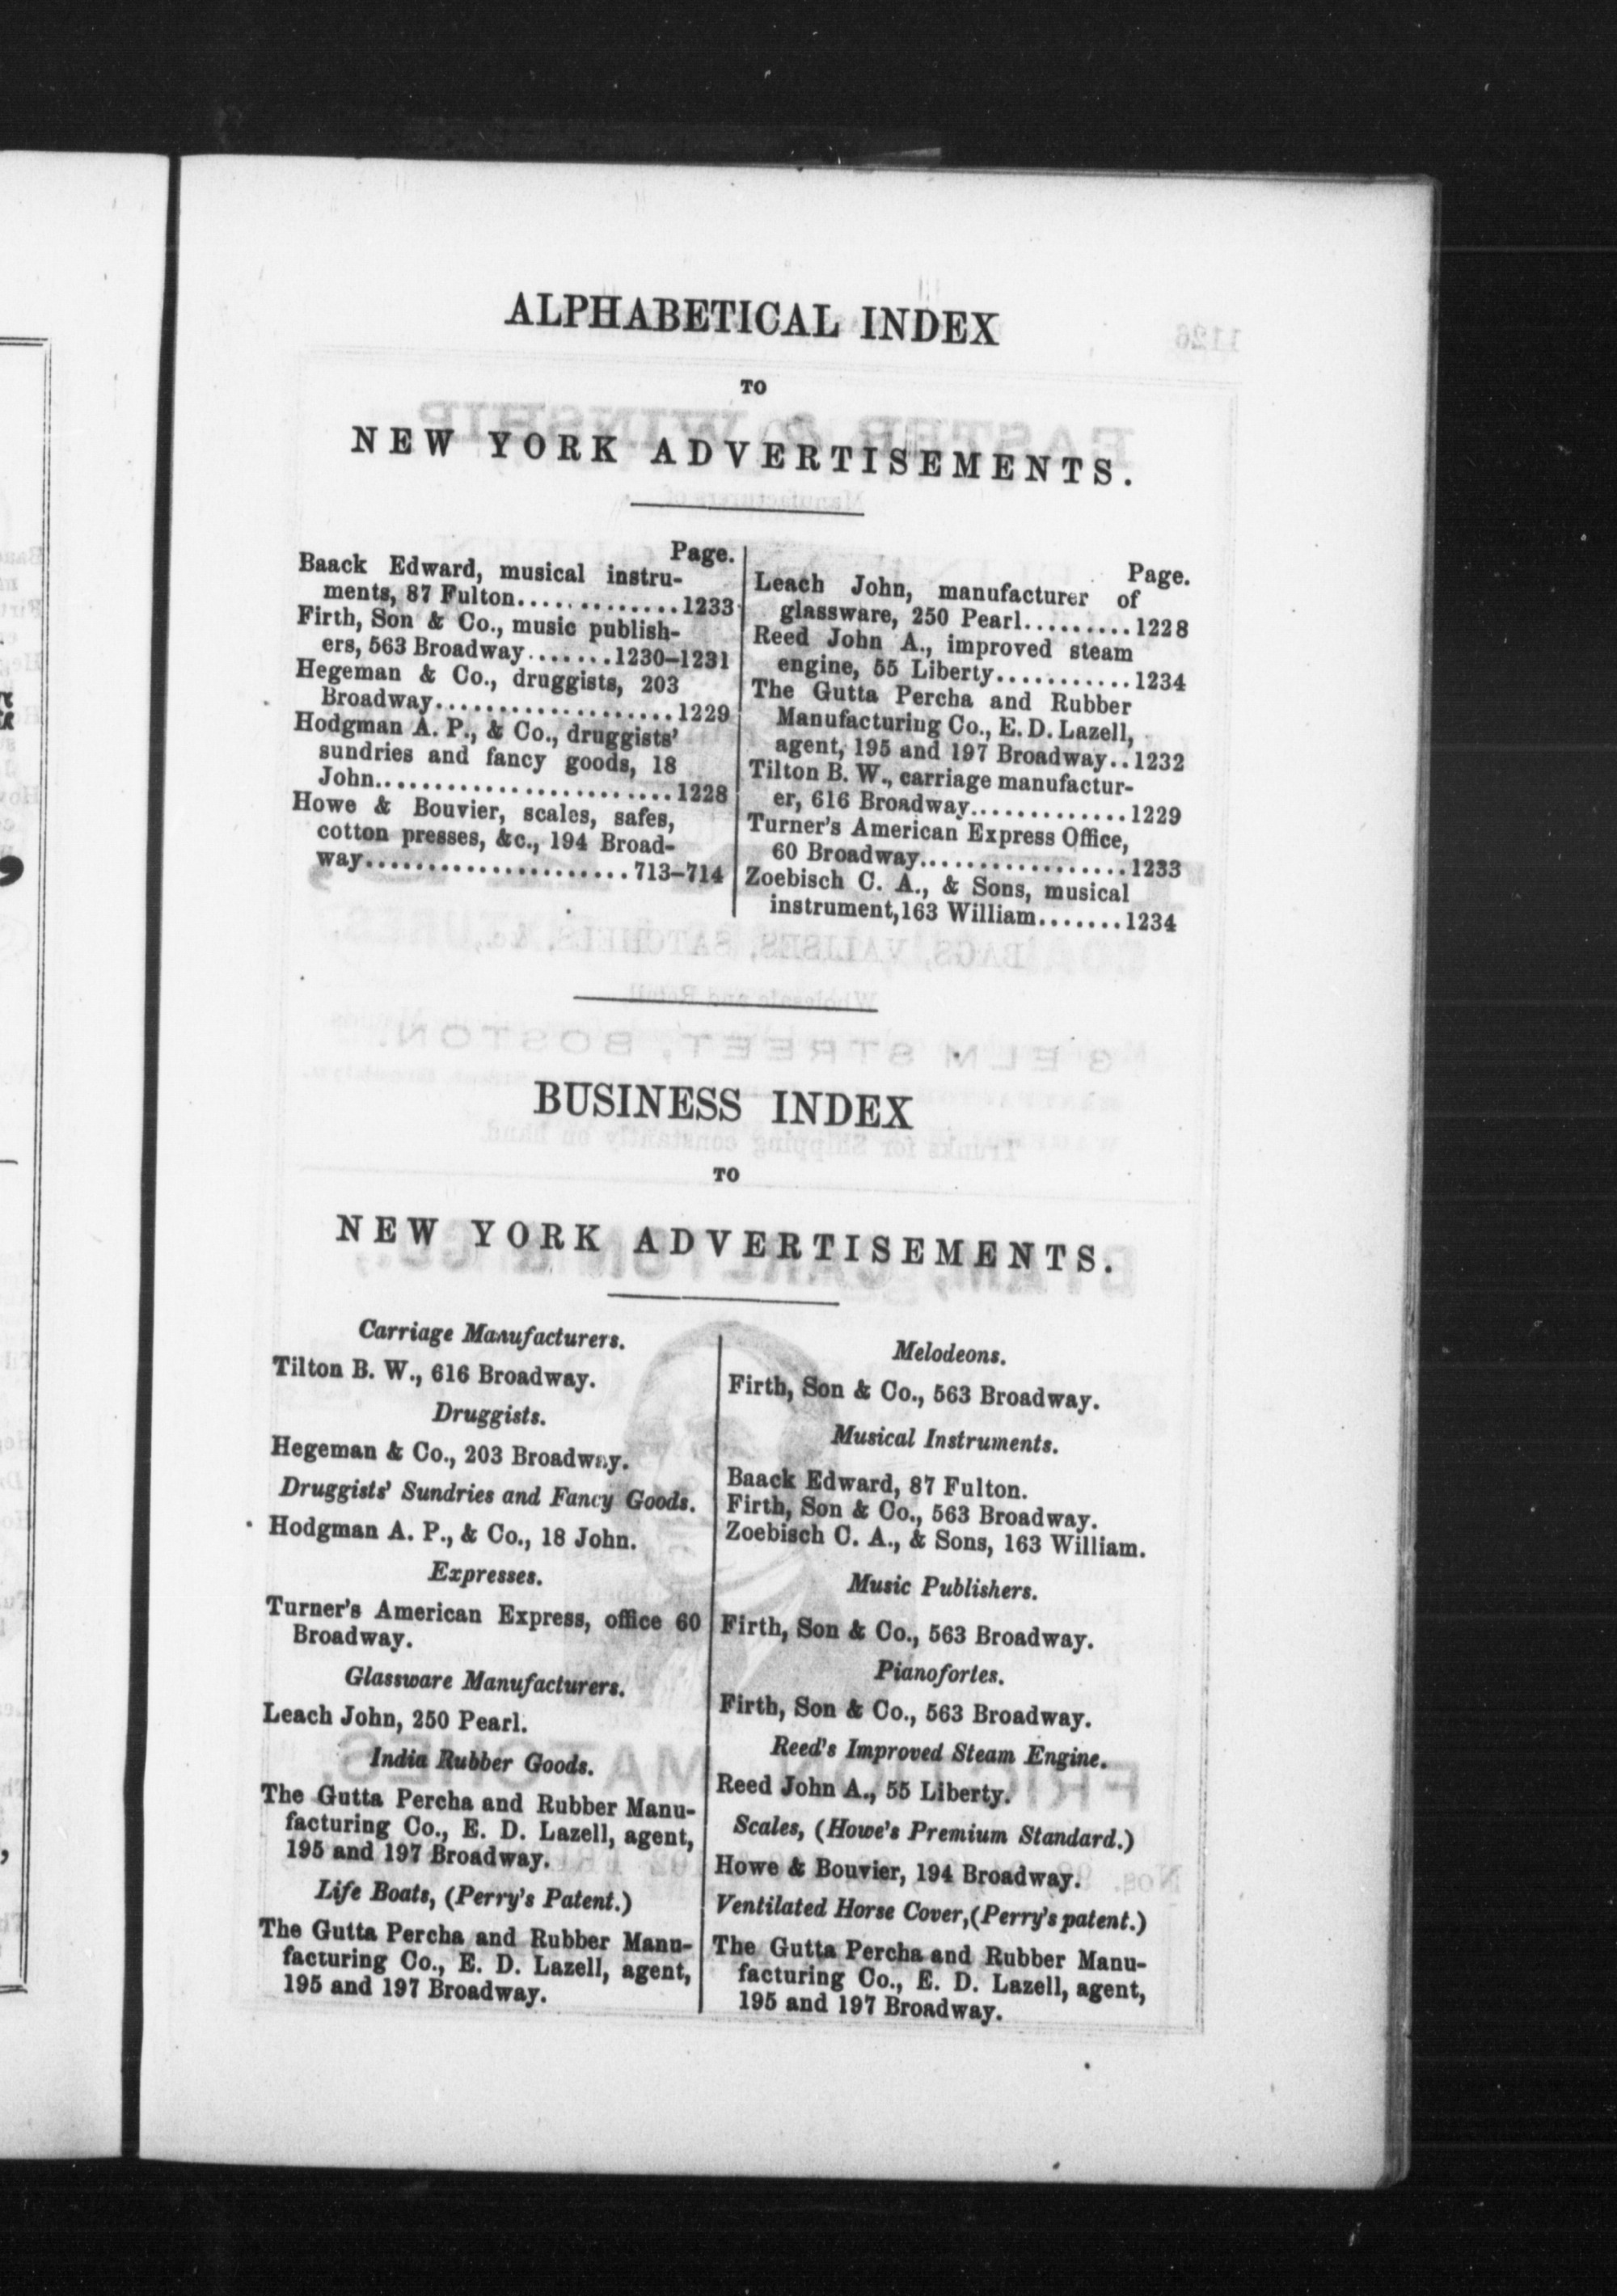 ALPHABETICAL INDEX
TO
NEW YORK ADVERTISEMENTS.
Page.
Baack Edward, musical instru-
ments, 87 Fulton..............1233
Firth, Son & Co., music publish-
ers, 563 Broadway.......1230-1231
Hegeman & Co., druggists, 203
Broadway....................1229
Hodgman A. P., & Co., druggists'
sundries and fancy goods, 18
John.........................1228
Howe & Bouvier, scales, safes,
cotton presses, &c., 194 Broad-
way......................713-714
Page.
Leach John, manufacturer of
glassware, 250 Pearl.........1228
Reed John A., improved steam
engine, 55 Liberty...........1234
The Gutta Percha and Rubber
Manufacturing Co., E. D. Lazell,
agent, 195 and 197 Broadway..1232
Tilton B. W., carriage manufactur-
er, 616 Broadway.............1229
Turner's American Express Office,
60 Broadway..................1233
Zoebisch C. A., & Sons, musical
instrument,163 William.......1234
BUSINESS INDEX
TO
NEW YORK ADVERTISEMENTS.
Carriage Manufacturers.
Tilton B. W., 616 Broadway.
Druggists.
Hegeman & Co., 203 Broadway.
Druggists' Sundries and Fancy Goods.
Hodgman A. P., & Co., 18 John.
Expresses.
Turner's American Express, office 60
Broadway.
Glassware Manufacturers.
Leach John, 250 Pearl.
India Rubber Goods.
The Gutta Percha and Rubber Manu-
facturing Co., E. D. Lazell, agent,
195 and 197 Broadway.
Life Boats, (Perry's Patent.)
The Gutta Percha and Rubber Manu-
facturing Co., E. D. Lazell, agent,
195 and 197 Broadway.
Melodeons.
Firth, Son & Co., 563 Broadway.
Musical Instruments.
Baack Edward, 87 Fulton.
Firth, Son & Co., 563 Broadway.
Zoebisch C. A., & Sons, 163 William.
Music Publishers.
Firth, Son & Co., 563 Broadway.
Pianofortes.
Firth, Son & Co., 563 Broadway.
Reed's Improved Steam Engine.
Reed John A., 55 Liberty.
Scales, (Howe's Premium Standard.)
Howe & Bouvier, 194 Broadway.
Ventilated Horse Cover,(Perry's patent.)
The Gutta Percha and Rubber Manu-
facturing Co., E. D. Lazell, agent,
195 and 197 Broadway.